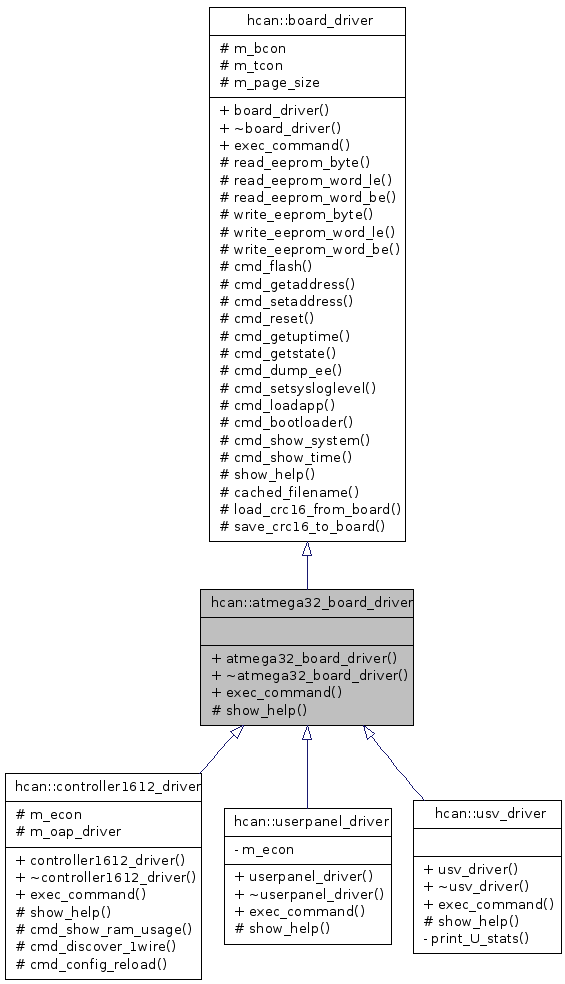 hcan::board_driver
# m_bcon
# m_tcon
# m_page_size
+ board_driver()
+ ~board_driver()
+ exec_command()
# read_eeprom_byte()
# read_eeprom_word_le()
# read_eeprom_word_be()
# write_eeprom_byte()
# write_eeprom_word_le()
# write_eeprom_word_be()
# cmd_flash()
# cmd_getaddress()
# cmd_setaddress()
# cmd_reset()
# cmd_getuptime()
# cmd_getstate()
# cmd_dump_ee()
# cmd_setsysloglevel()
# cmd_loadapp()
# cmd_bootloader()
# cmd_show_system()
# cmd_show_time()
# show_help()
# cached_filename()
# load_crc16_from_board()
# save_crc16_to_board()
hcan::atmega32_board_driver
+ atmega32_board_driver()
+ ~atmega32_board_driver()
+ exec_command()
# show_help()
hcan::controller1612_driver
# m_econ
# m_oap_driver
+ controller1612_driver()
+ ~controller1612_driver()
+ exec_command()
# show_help()
# cmd_show_ram_usage()
# cmd_discover_1wire()
# cmd_config_reload()
hcan::userpanel_driver
- m_econ
+ userpanel_driver()
+ ~userpanel_driver()
+ exec_command()
# show_help()
hcan::usv_driver
+ usv_driver()
+ ~usv_driver()
+ exec_command()
# show_help()
- print_U_stats()